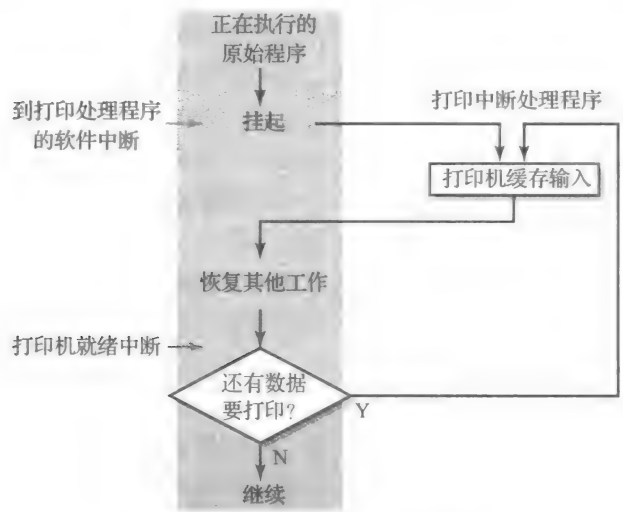 正在执行的
原始程序
到打印处理程序
的软件中断
挂起
打印中断处理程序
打印机缓存输入
恢复其他工作
打印机就绪中断
还有数据
要打印?
Y
N
继续